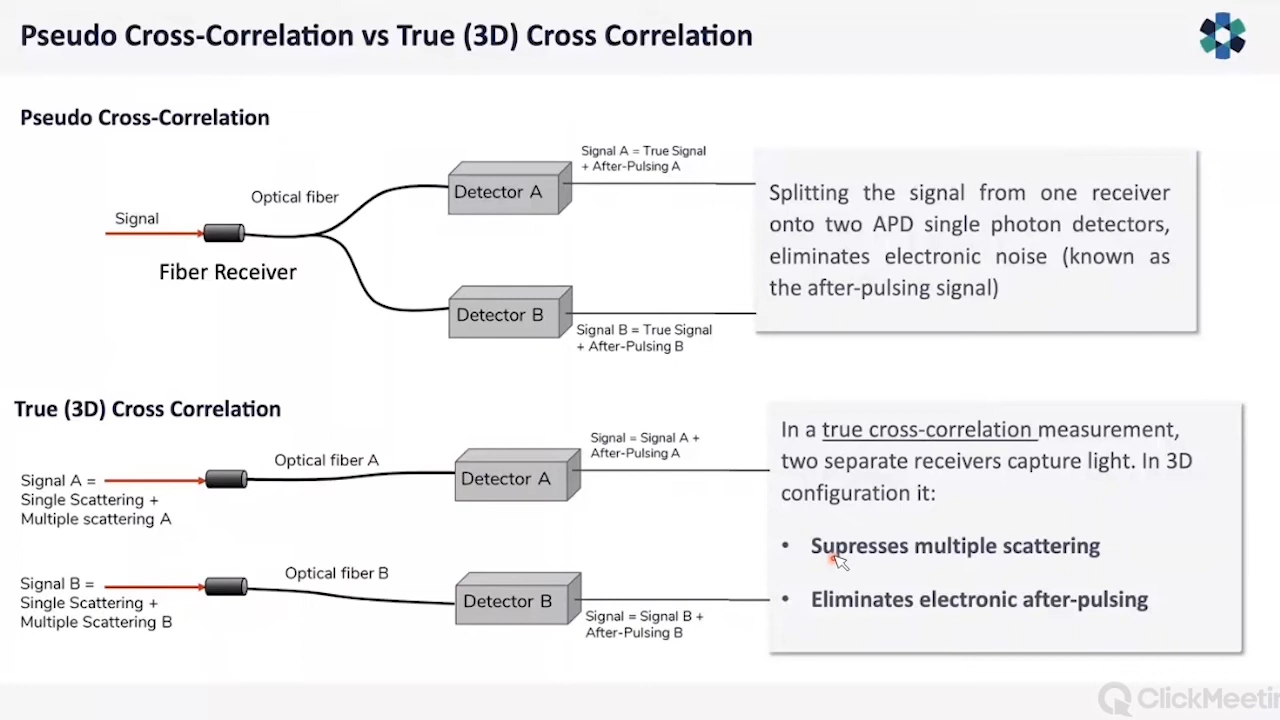 Pseudo Cross-Correlation vs True (3D) Cross Correlation
Pseudo Cross-Correlation
Signal
Fiber Receiver
Optical fiber
Detector A
Detector B
Signal A = True Signal
+ After-Pulsing A
Signal B = True Signal
+ After-Pulsing B
Splitting the signal from one receiver
onto two APD single photon detectors,
eliminates electronic noise (known as
the after-pulsing signal)
True (3D) Cross Correlation
Signal A =
Single Scattering +
Multiple scattering A
Optical fiber A
Detector A
Signal = Signal A +
After-Pulsing A
Signal B =
Single Scattering +
Multiple Scattering B
Optical fiber B
Detector B
Signal = Signal B +
After-Pulsing B
In a true cross-correlation measurement,
two separate receivers capture light. In 3D
configuration it:
• Supresses multiple scattering
• Eliminates electronic after-pulsing
ClickMeetin